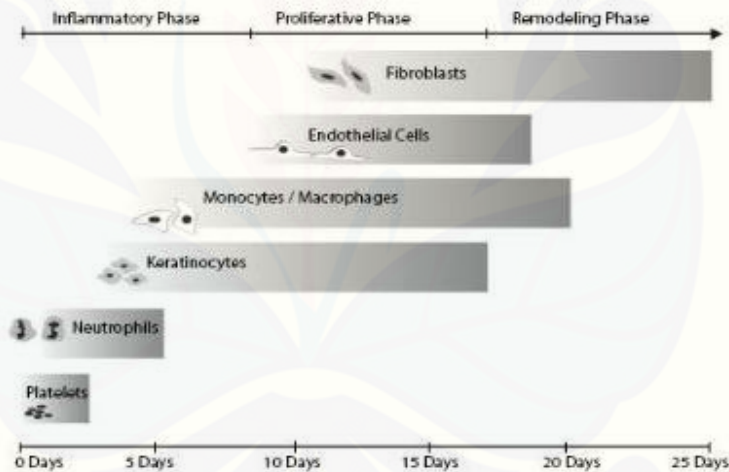 Inflammatory Phase Proliferative Phase Remodeling Phase
Fibroblasts
Endothelial Cells
Monocytes / Macrophages
Keratinocytes
Neutrophils
Platelets
0 Days 5 Days 10 Days 15 Days 20 Days 25 Days